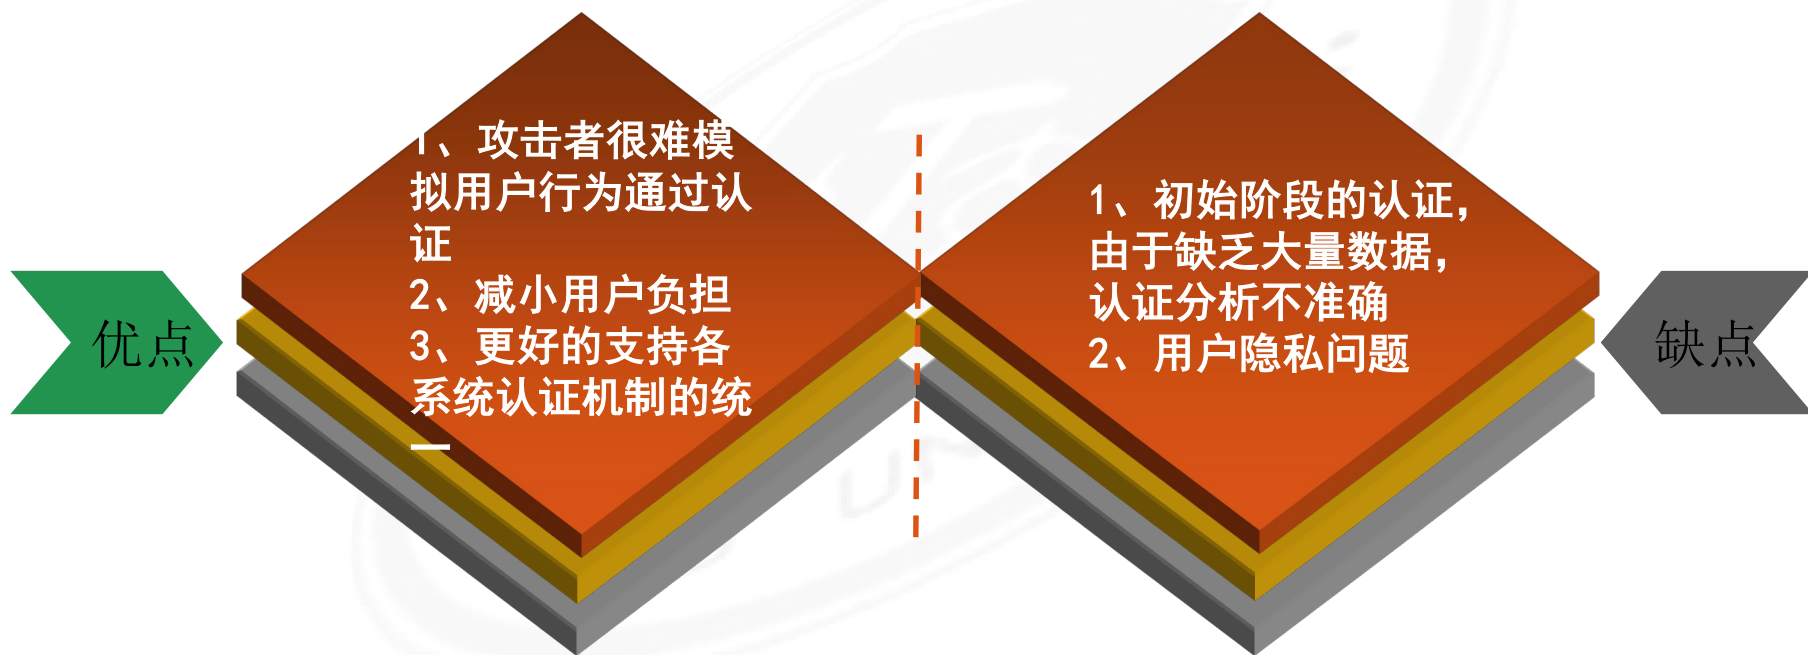 优点
1、攻击者很难模
拟用户行为通过认
证
2、减小用户负担
3、更好的支持各
系统认证机制的统
一
1、初始阶段的认证，
由于缺乏大量数据，
认证分析不准确
2、用户隐私问题
缺点